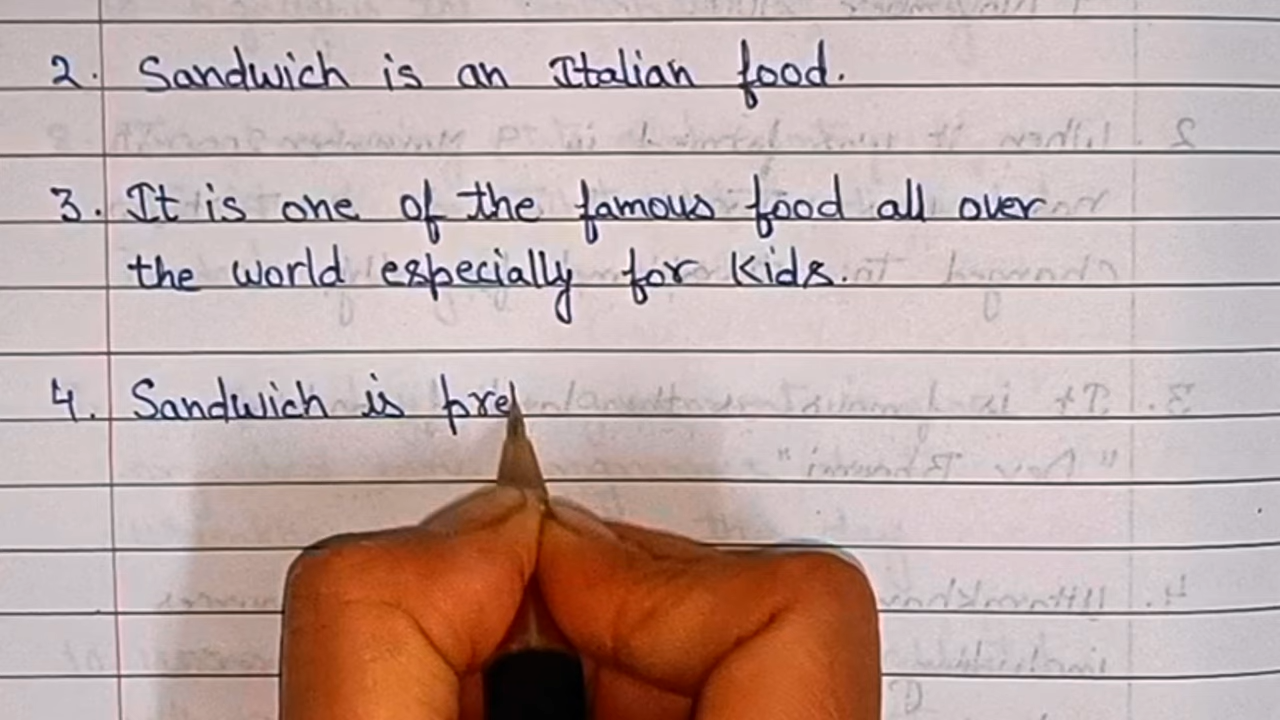 2. Sandwich is an Italian food.
3. It is one of the famous food all over
the world especially for kids.
4. Sandwich is pre